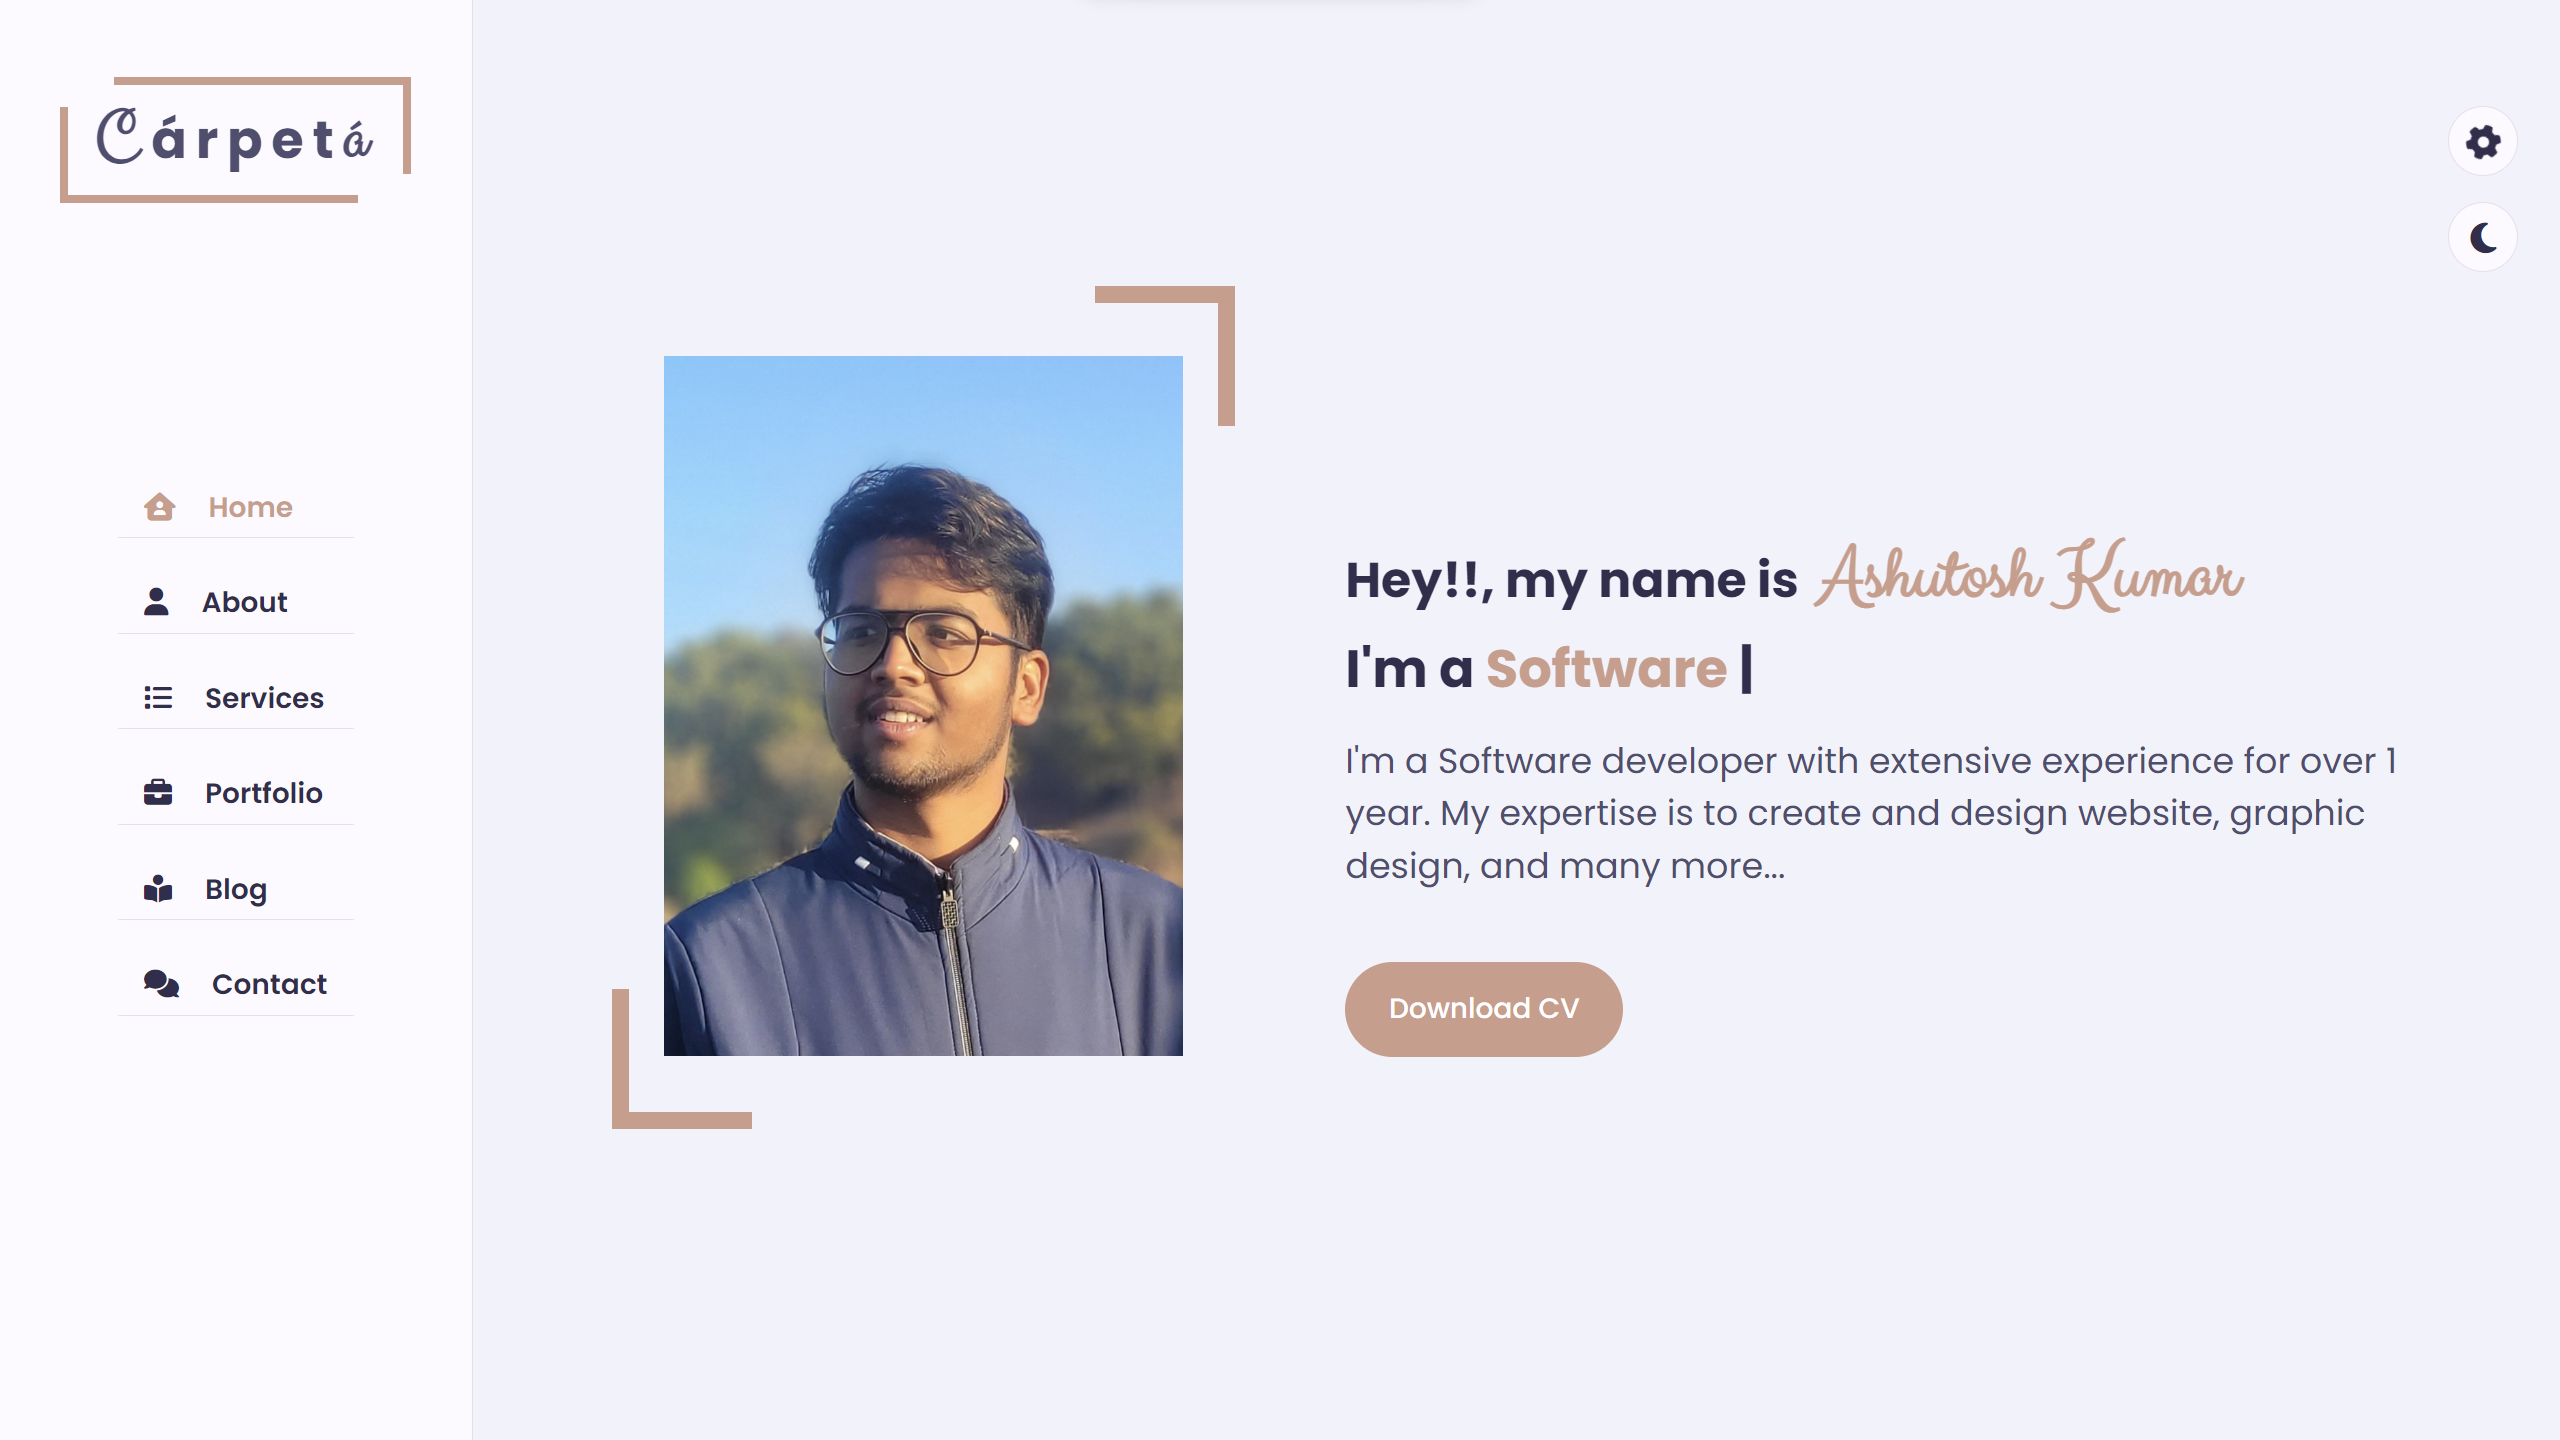 Cárpetá
Home
About
Services
Portfolio
Blog
Contact
Hey!!, my name is Ashutosh Kumar
I'm a Software |
I'm a Software developer with extensive experience for over 1
year. My expertise is to create and design website, graphic
design, and many more...
Download CV